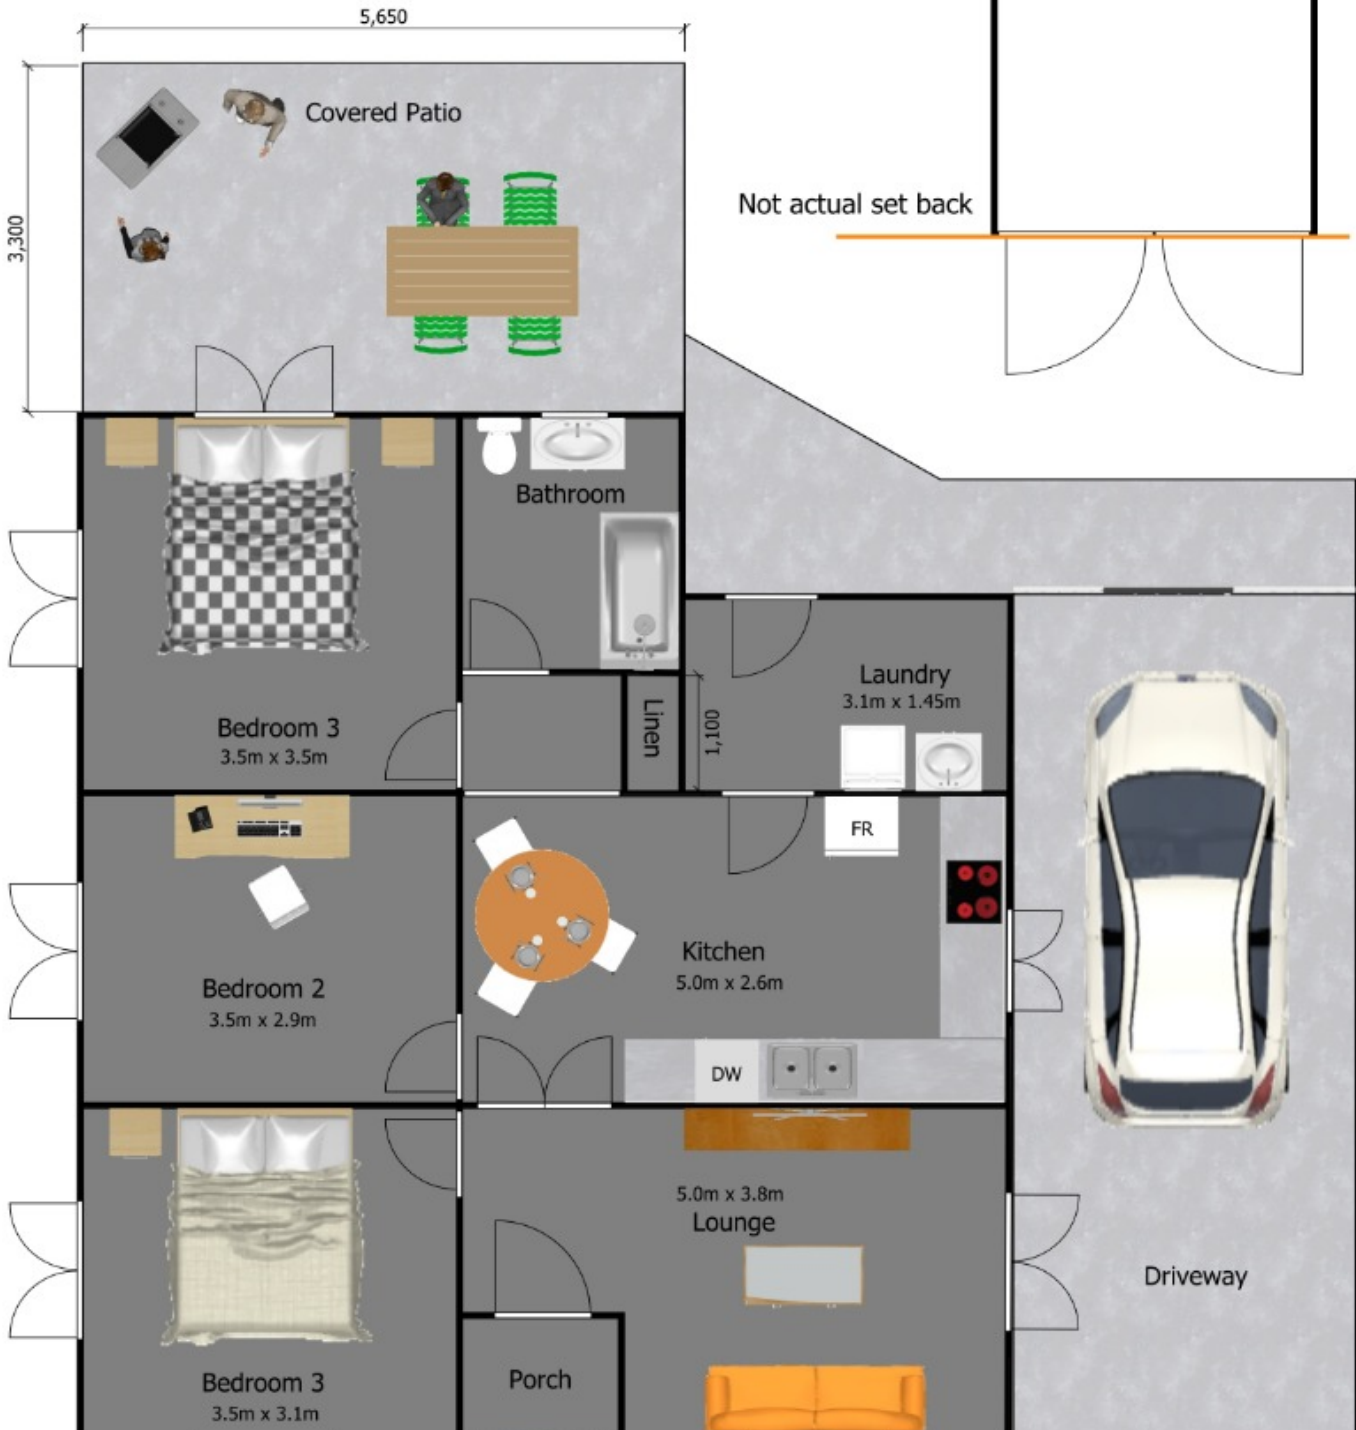 5,650
Covered Patio
3,300
Not actual set back
Bathroom
Laundry
3.1m x 1.45m
Linen
1,100
Bedroom 3
3.5m x 3.5m
FR
Kitchen
5.0m x 2.6m
Bedroom 2
3.5m x 2.9m
DW
5.0m x 3.8m
Lounge
Driveway
Bedroom 3
3.5m x 3.1m
Porch